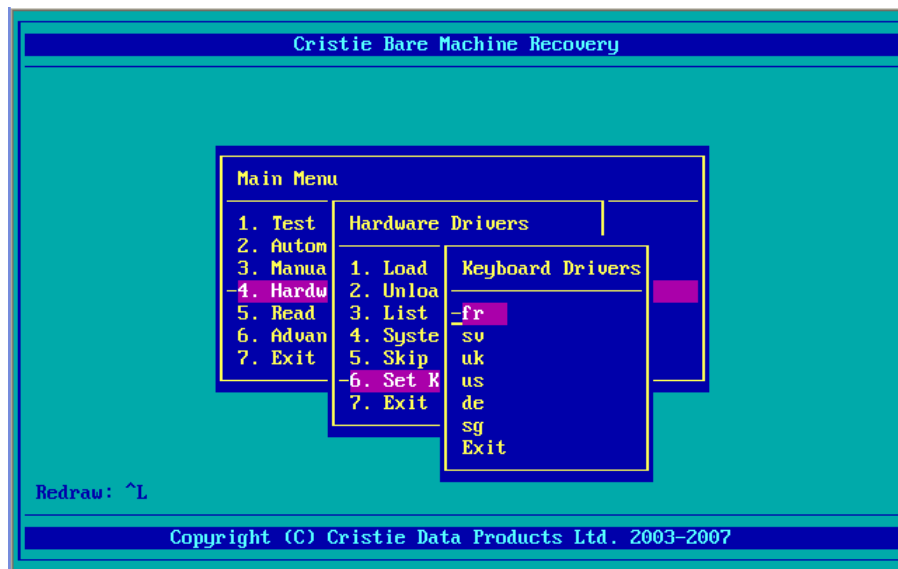 Cristie Bare Machine Recovery
Main Menu
1. Test
2. Autom
3. Manua
4. Hardw
5. Read
6. Advan
7. Exit
Hardware Drivers
1. Load
2. Unloa
3. List
4. Syste
5. Skip
6. Set K
7. Exit
Keyboard Drivers
fr
sv
uk
us
de
sg
Exit
Redraw: ^L
Copyright (C) Cristie Data Products Ltd. 2003-2007